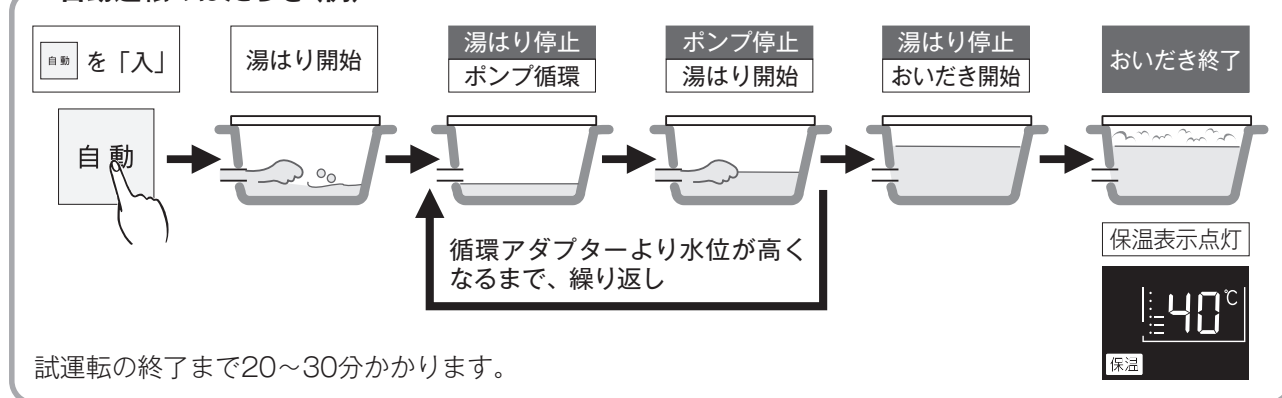 自動 を「入」
湯はり開始
湯はり停止
ポンプ循環
ポンプ停止
湯はり開始
湯はり停止
おいだき開始
おいだき終了
自動
循環アダプターより水位が高く
なるまで、繰り返し
保温表示点灯
40℃
保温
試運転の終了まで20～30分かかります。